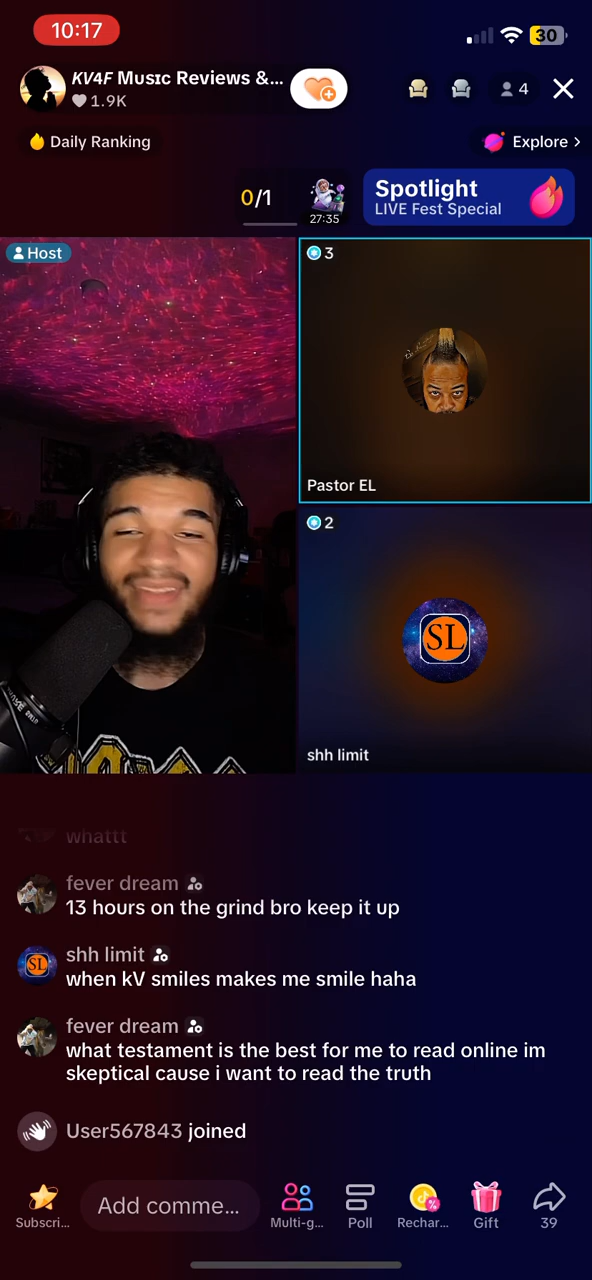 10:17
30
KV4F Music Reviews &...
1.9K
4
Daily Ranking
Explore >
0/1
27:35
Spotlight
LIVE Fest Special
Host
3
Pastor EL
2
SL
shh limit
whattt
fever dream
13 hours on the grind bro keep it up
SL
shh limit
when kV smiles makes me smile haha
fever dream
what testament is the best for me to read online im
skeptical cause i want to read the truth
User567843 joined
Subscri...
Add comme...
Multi-g...
Poll
Rechar...
Gift
39